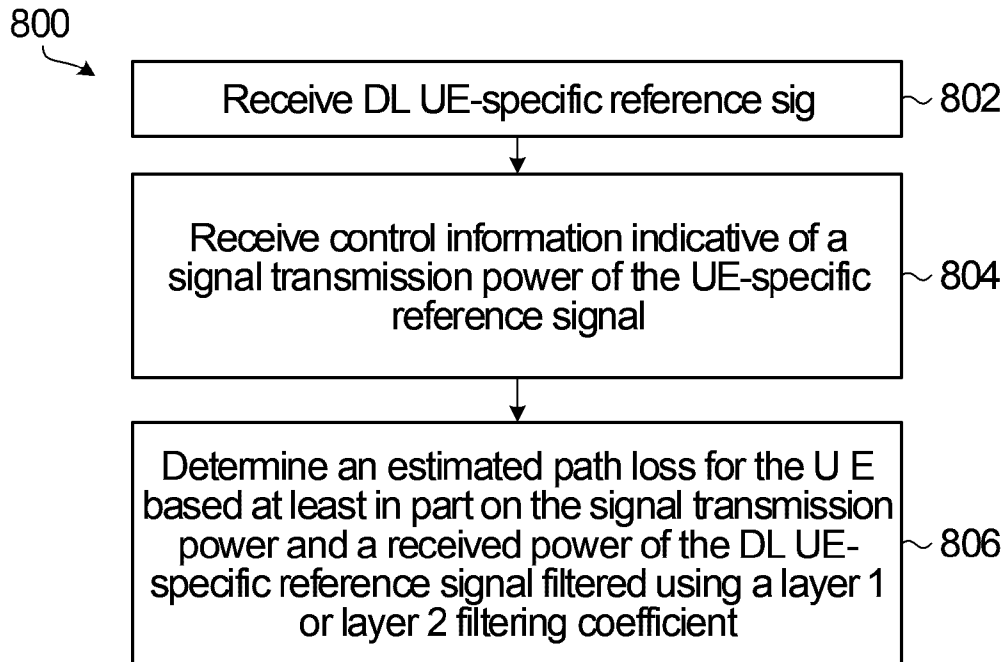 800
Receive DL UE-specific reference sig
802
Receive control information indicative of a
signal transmission power of the UE-specific
reference signal
804
Determine an estimated path loss for the U E
based at least in part on the signal transmission
power and a received power of the DL UE-
specific reference signal filtered using a layer 1
or layer 2 filtering coefficient
806